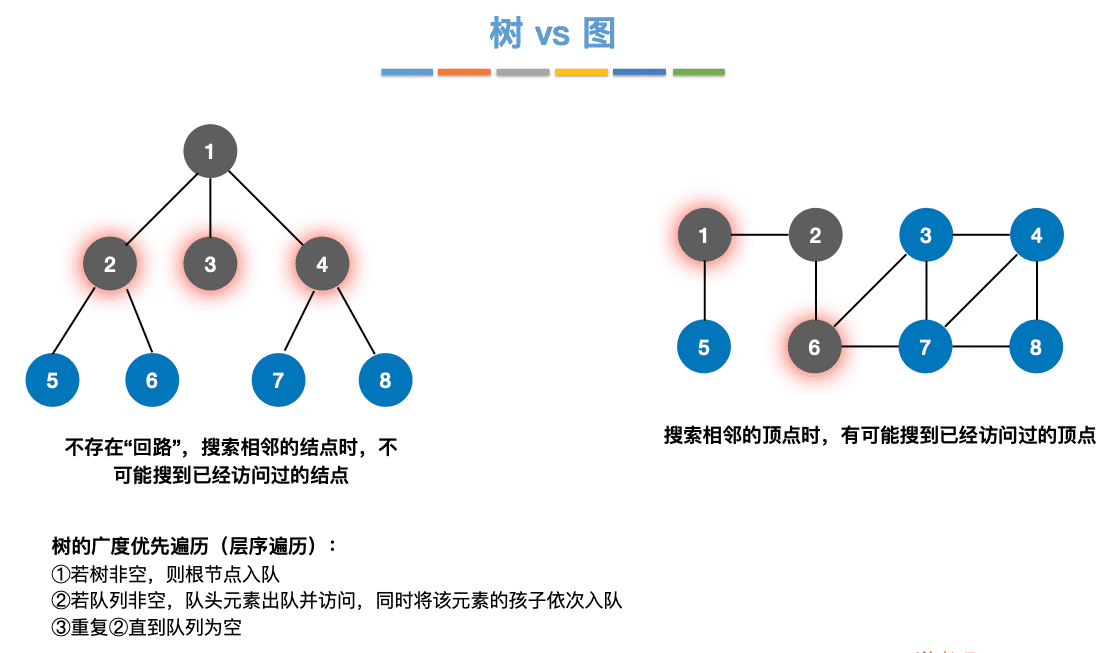 树 vs 图
1
2
3
4
5
6
7
8
不存在“回路”，搜索相邻的结点时，不
可能搜到已经访问过的结点
1
2
3
4
5
6
7
8
搜索相邻的顶点时，有可能搜到已经访问过的顶点
树的广度优先遍历（层序遍历）：
①若树非空，则根节点入队
②若队列非空，队头元素出队并访问，同时将该元素的孩子依次入队
③重复②直到队列为空